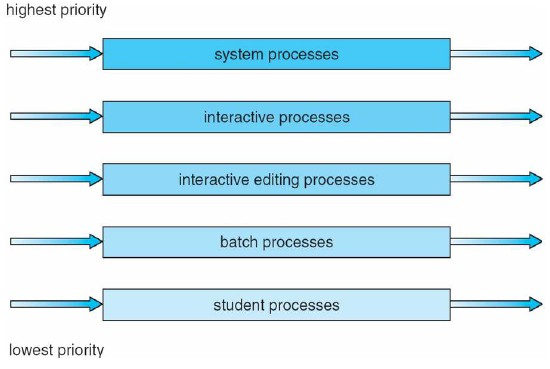 highest priority
system processes
interactive processes
interactive editing processes
batch processes
student processes
lowest priority